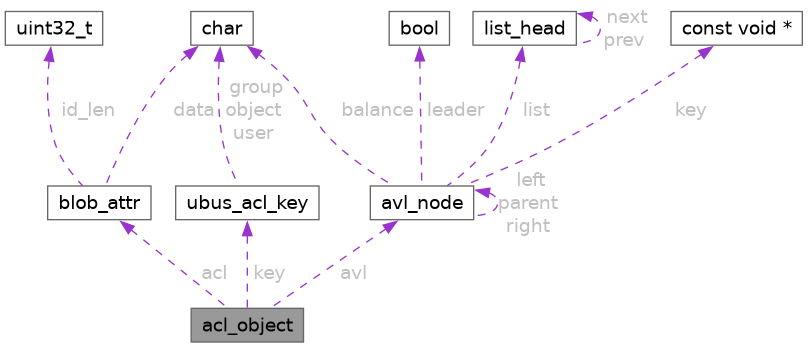 uint32_t
char
bool
list_head
next
prev
const void *
id_len
data
group
object
user
balance
leader
list
key
blob_attr
ubus_acl_key
avl_node
left
parent
right
acl
key
avl
acl_object